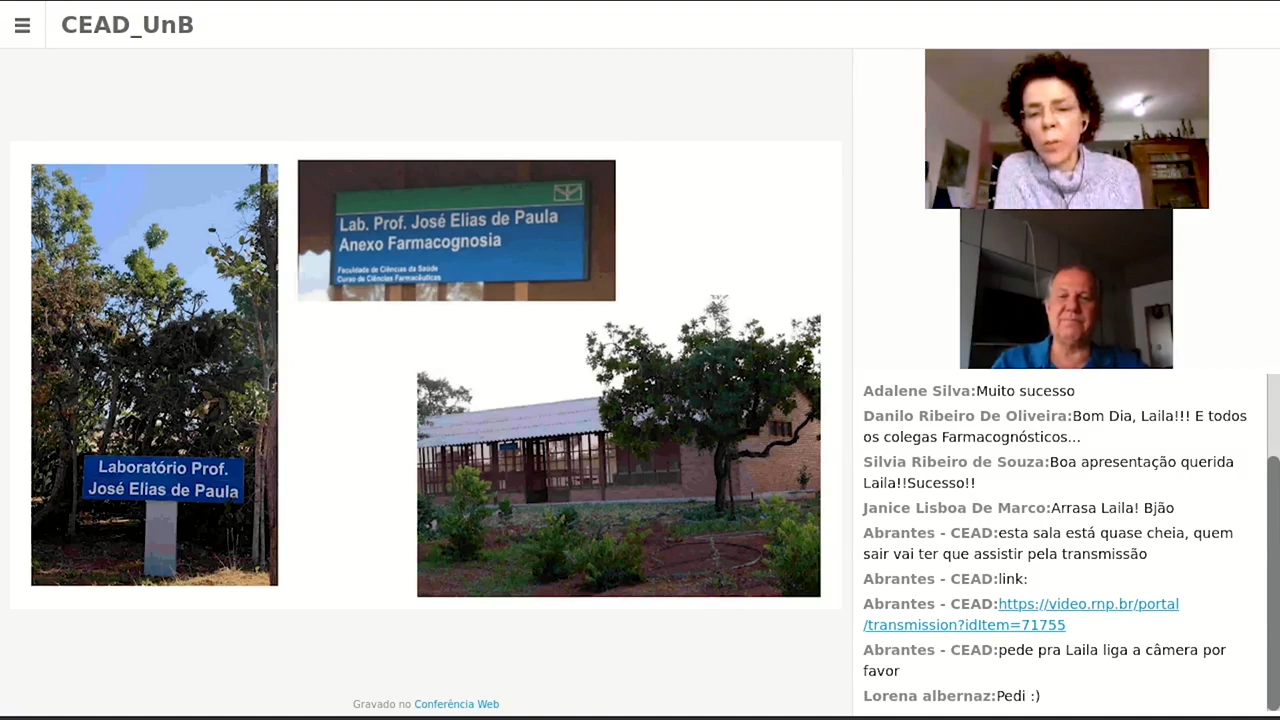 CEAD_UnB
Laboratório Prof.
José Elias de Paula
Lab. Prof. José Elias de Paula
Anexo Farmacognosia
Faculdade de Ciências da Saúde
Curso de Ciências Farmacêuticas
Gravado no Conferência Web
Adalene Silva:Muito sucesso
Danilo Ribeiro De Oliveira:Bom Dia, Laila!!! E todos
os colegas Farmacognósticos...
Silvia Ribeiro de Souza:Boa apresentação querida
Laila!!Sucesso!!
Janice Lisboa De Marco:Arrasa Laila! Bjão
Abrantes - CEAD:esta sala está quase cheia, quem
sair vai ter que assistir pela transmissão
Abrantes - CEAD:link:
Abrantes - CEAD:https://video.rnp.br/portal
/transmission?idItem=71755
Abrantes - CEAD:pede pra Laila liga a câmera por
favor
Lorena albernaz:Pedi :)